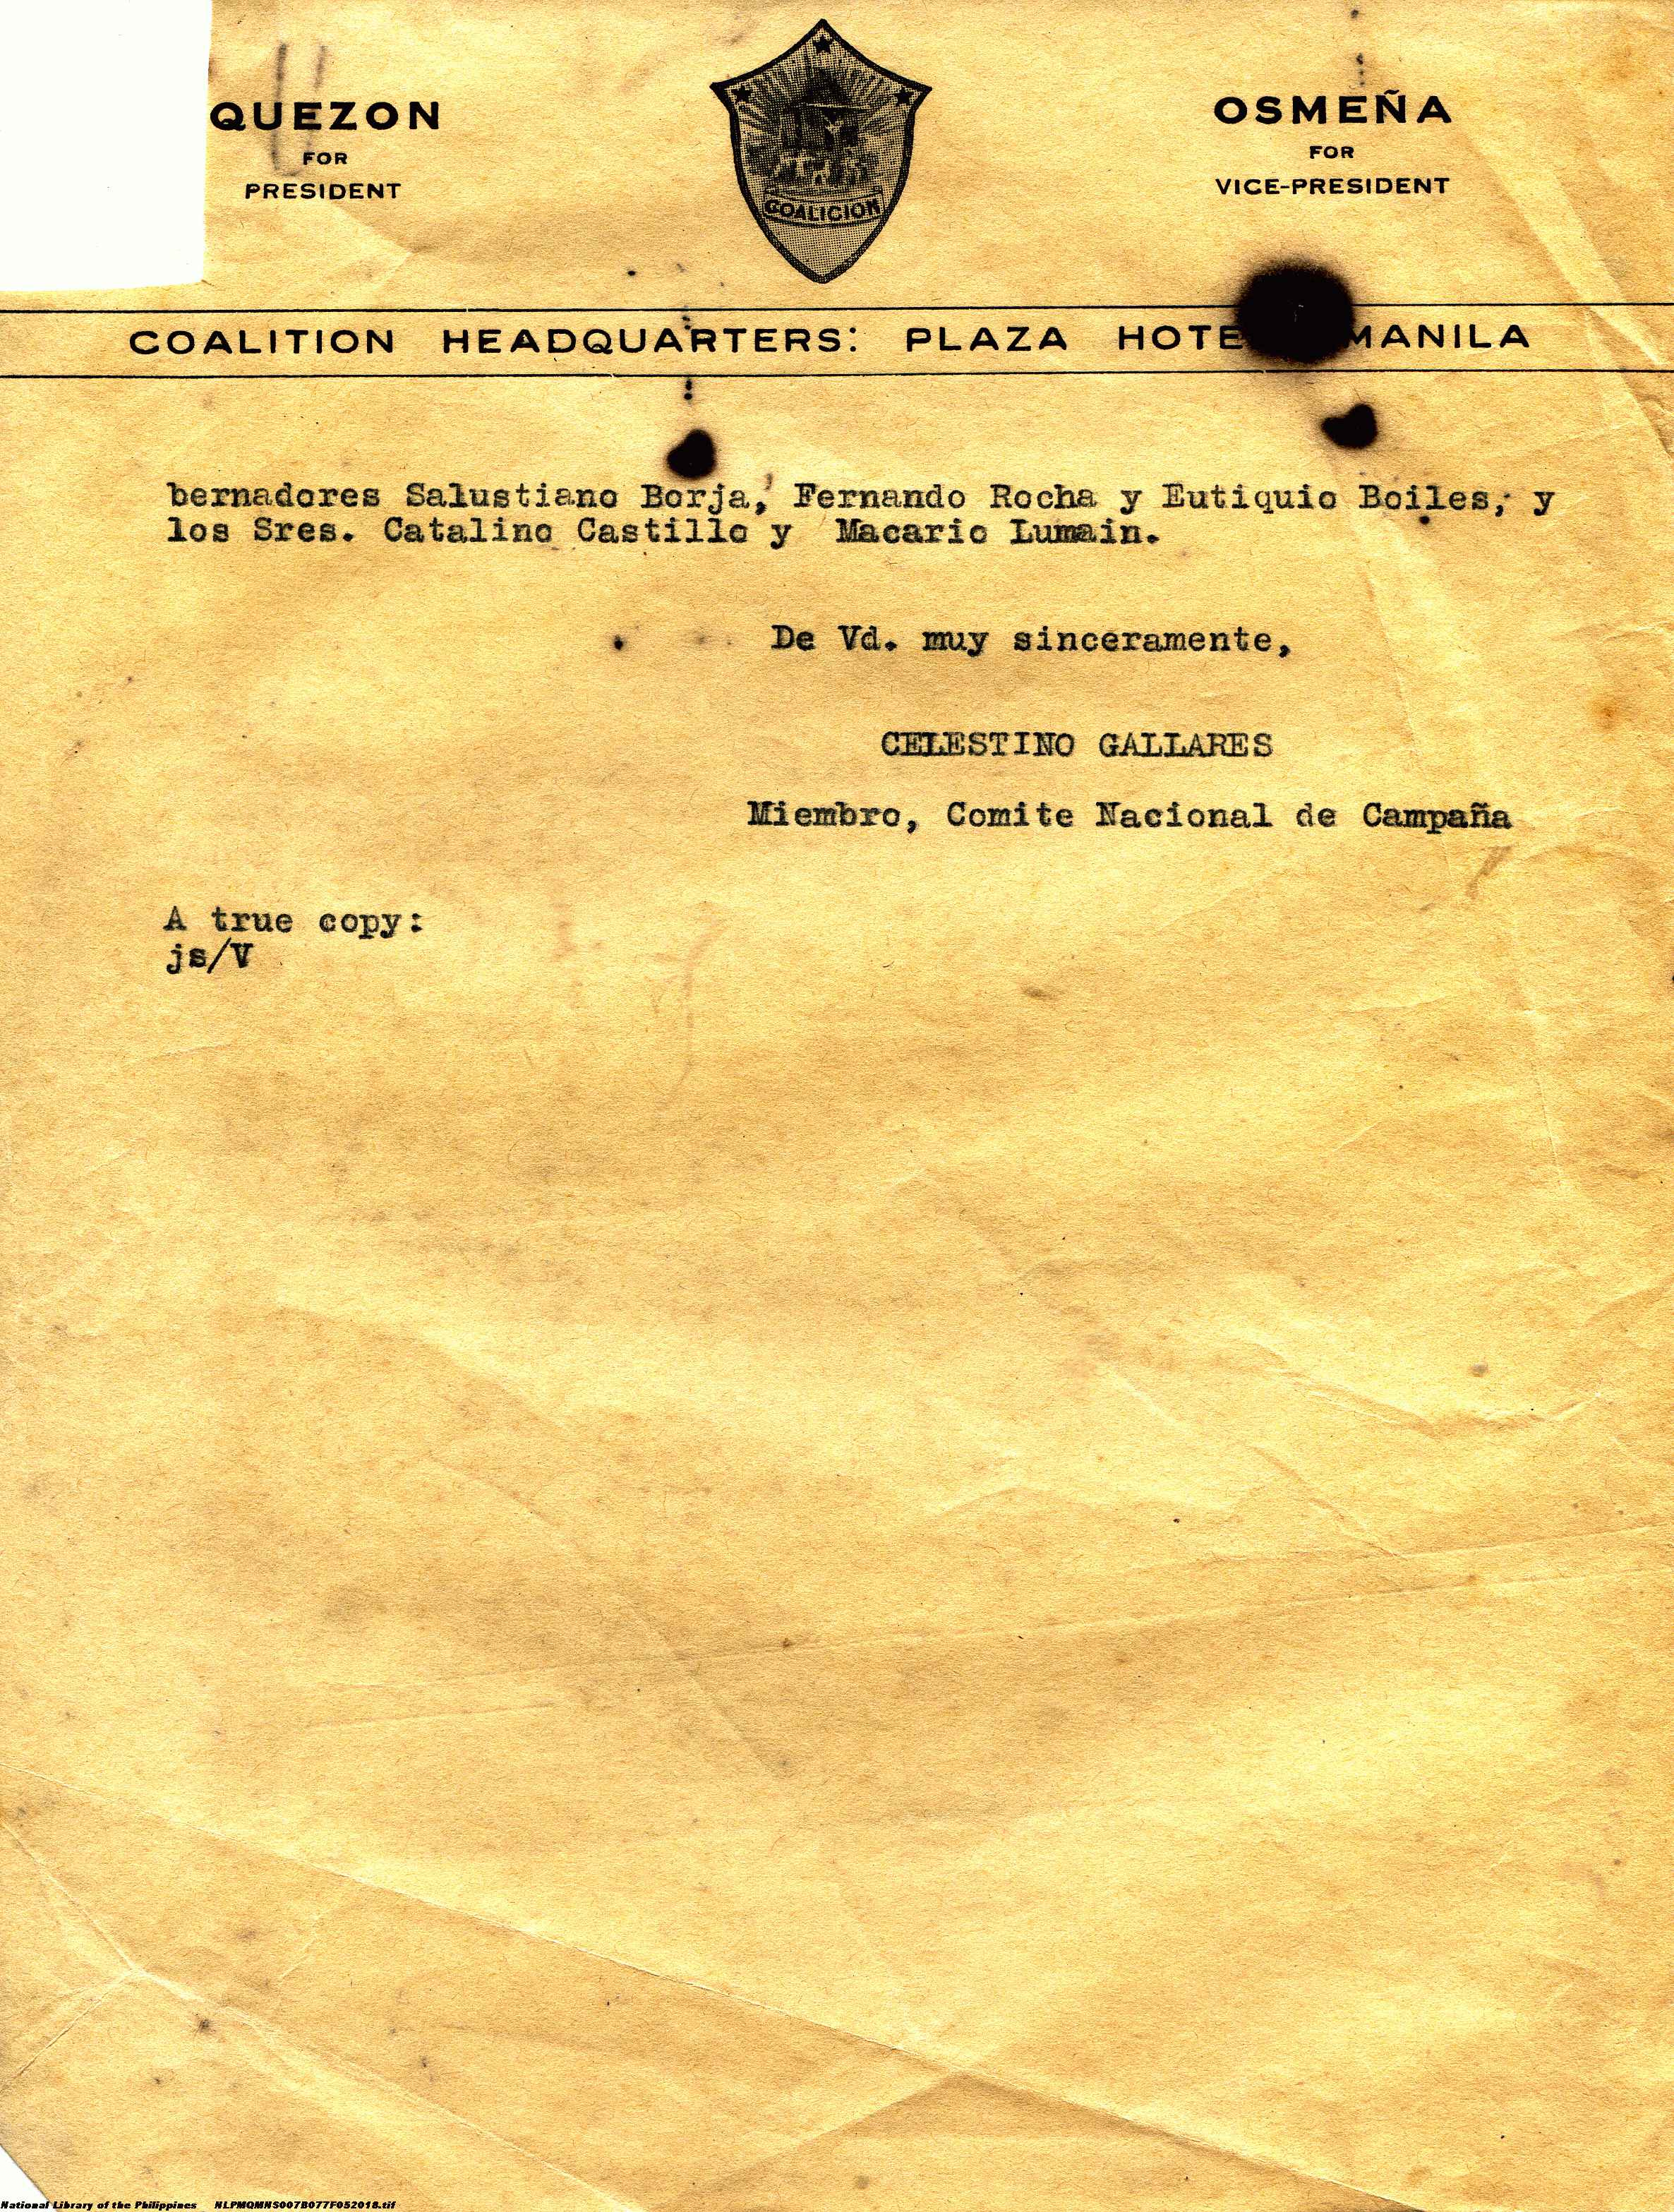 QUEZON
FOR
PRESIDENT
COALICION
OSMEÑA
FOR
VICE-PRESIDENT
COALITION HEADQUARTERS: PLAZA HOTE MANILA
bernadores Salustiano Borja, Fernando Rocha y Eutiquio Boiles, y
los Sres. Catalino Castillo y Macario Lumain.
De Vd. muy sinceramente,
CELESTINO GALLARES
Miembro, Comite Nacional de Campaña
A true copy:
js/V
National Library of the Philippines NLPMQMNS007B077F052018.tif